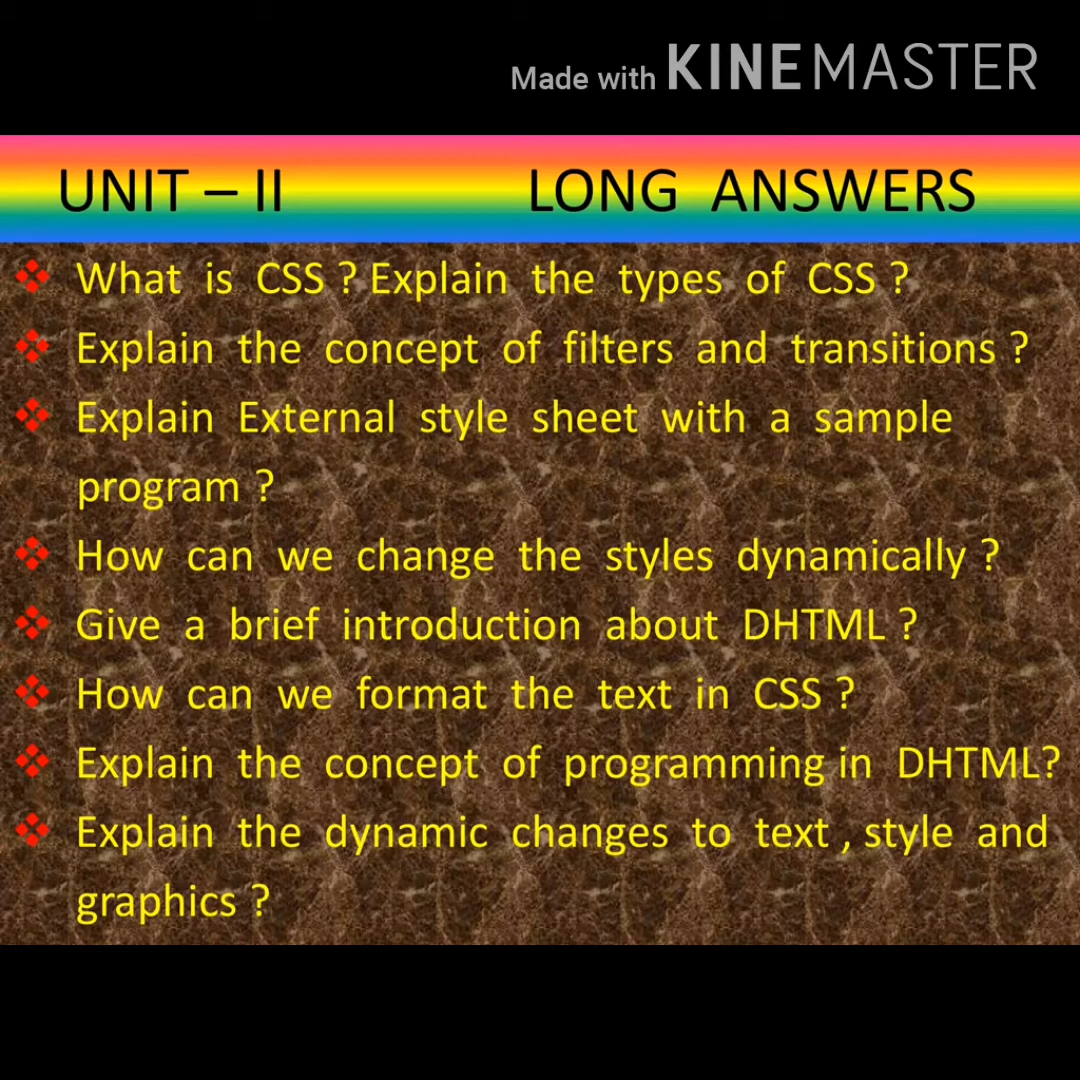 Made with KINEMASTER
UNIT – II LONG ANSWERS
❖ What is CSS ? Explain the types of CSS ?
❖ Explain the concept of filters and transitions ?
❖ Explain External style sheet with a sample
program ?
❖ How can we change the styles dynamically ?
❖ Give a brief introduction about DHTML ?
❖ How can we format the text in CSS ?
❖ Explain the concept of programming in DHTML?
❖ Explain the dynamic changes to text , style and
graphics ?